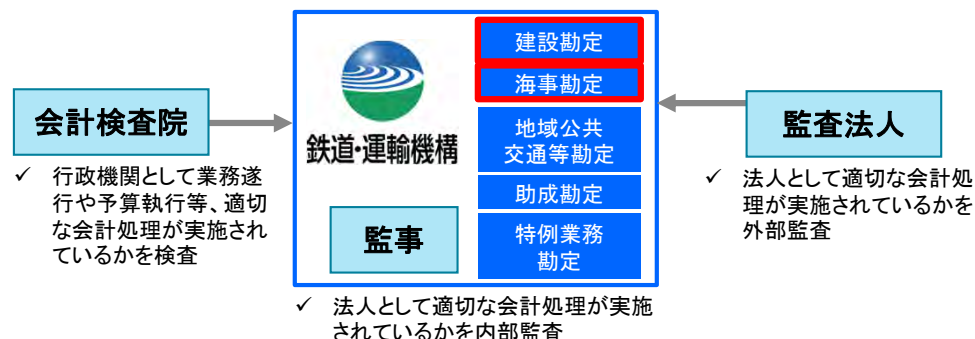 建設勘定
海事勘定
地域公共
交通等勘定
助成勘定
特例業務
勘定
鉄道・運輸機構
監事
会計検査院
✓ 行政機関として業務遂
行や予算執行等、適切
な会計処理が実施され
ているかを検査
監査法人
✓ 法人として適切な会計処
理が実施されているかを
外部監査
✓ 法人として適切な会計処理が実施
されているかを内部監査